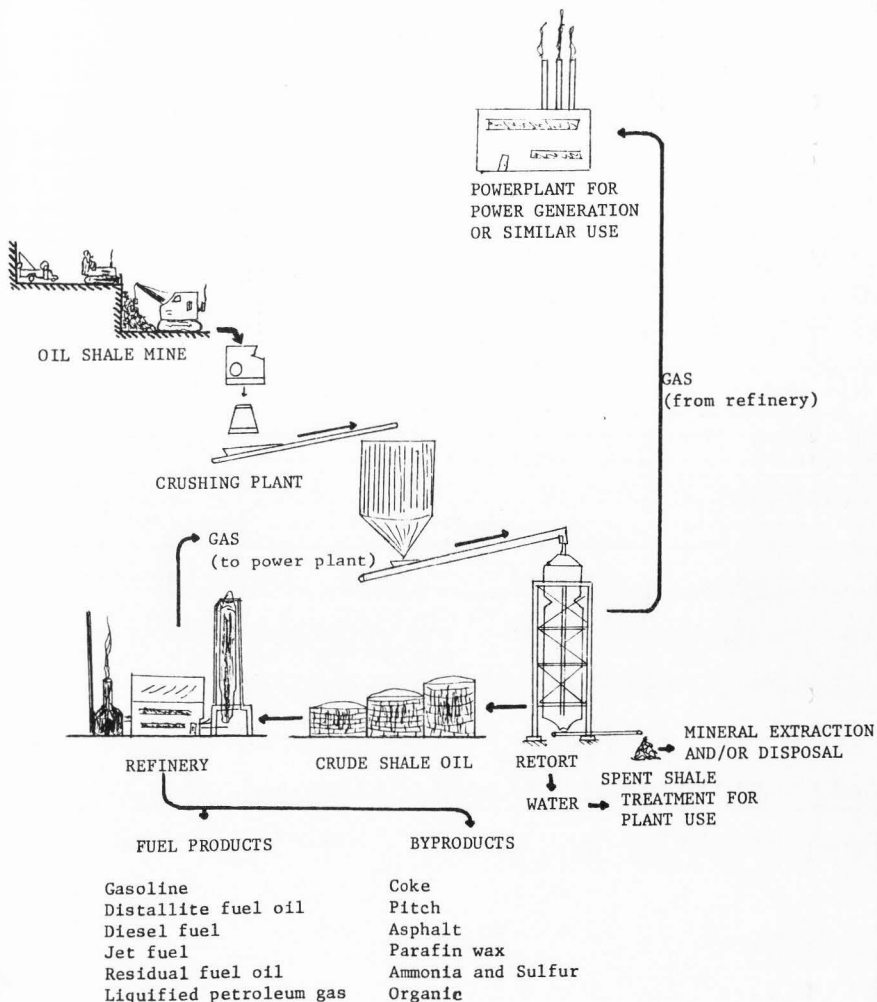 POWERPLANT FOR
POWER GENERATION
OR SIMILAR USE
OIL SHALE MINE
GAS
(from refinery)
CRUSHING PLANT
GAS
(to power plant)
MINERAL EXTRACTION
AND/OR DISPOSAL
REFINERY
CRUDE SHALE OIL
RETORT
SPENT SHALE
WATER
TREATMENT FOR
PLANT USE
FUEL PRODUCTS
Gasoline
Distallite fuel oil
Diesel fuel
Jet fuel
Residual fuel oil
Liquified petroleum gas
BYPRODUCTS
Coke
Pitch
Asphalt
Parafin wax
Ammonia and Sulfur
Organic